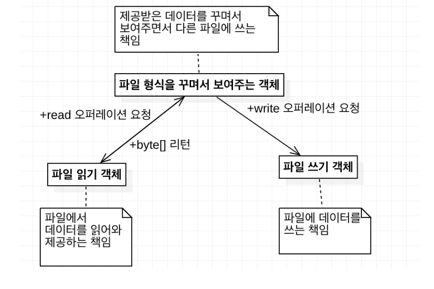 제공받은 데이터를 꾸며서
보여주면서 다른 파일에 쓰는
책임
파일 형식을 꾸며서 보여주는 객체
+read 오퍼레이션 요청
+write 오퍼레이션 요청
+byte[] 리턴
파일 읽기 객체
파일 쓰기 객체
파일에서
데이터를 읽어와
제공하는 책임
파일에 데이터를
쓰는 책임